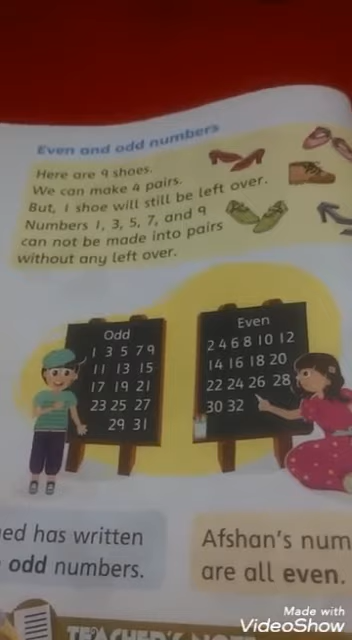 Even and odd numbers
Here are 9 shoes.
We can make 4 pairs.
But, 1 shoe will still be left over.
Numbers 1, 3, 5, 7, and 9
can not be made into pairs
without any left over.
Odd
1 3 5 7 9
11 13 15
17 19 21
23 25 27
29 31
Even
2 4 6 8 10 12
14 16 18 20
22 24 26 28
30 32
ed has written
odd numbers.
Afshan's num
are all even.
TEACHER'S NOTE
Made with
VideoShow